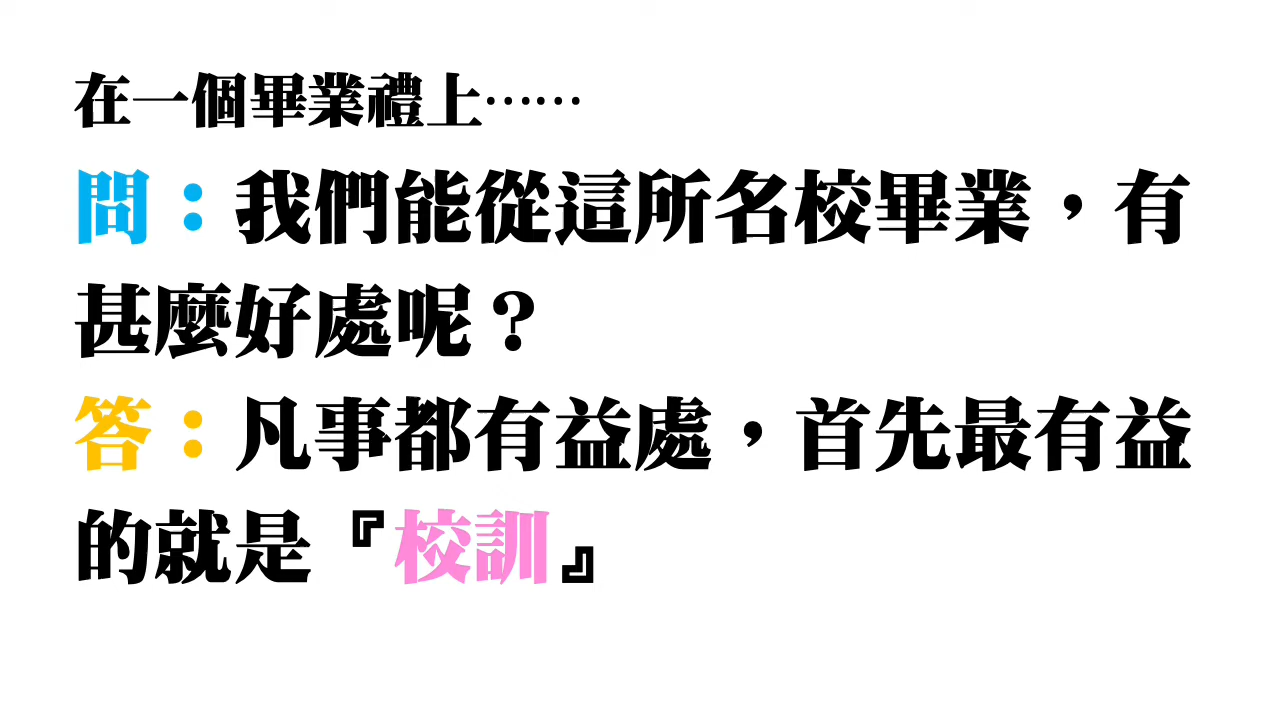 在一個畢業禮上⋯⋯
問：我們能從這所名校畢業，有
甚麼好處呢？
答：凡事都有益處，首先最有益
的就是『校訓』